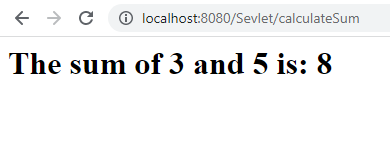 localhost:8080/Sevlet/calculateSum
The sum of 3 and 5 is: 8